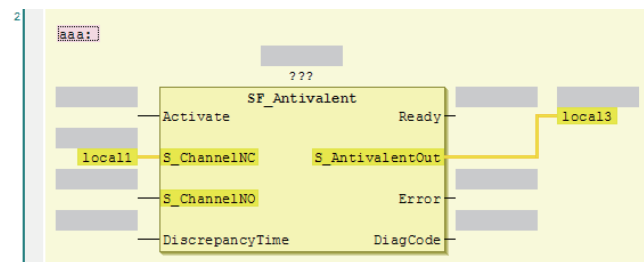 2
aaa:
???
SF_Antivalent
Activate Ready
local3
local1 S_ChannelNC S_AntivalentOut
S_ChannelNO Error
DiscrepancyTime DiagCode